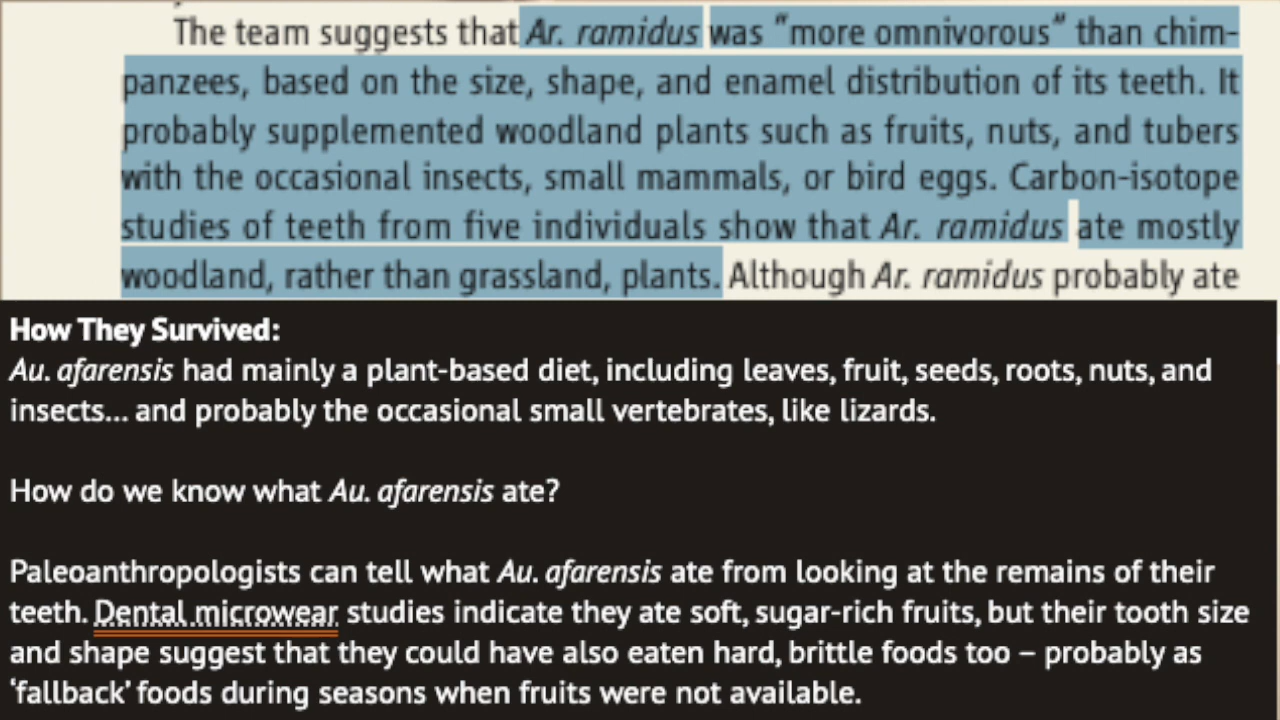 The team suggests that Ar. ramidus was “more omnivorous” than chim-
panzees, based on the size, shape, and enamel distribution of its teeth. It
probably supplemented woodland plants such as fruits, nuts, and tubers
with the occasional insects, small mammals, or bird eggs. Carbon-isotope
studies of teeth from five individuals show that Ar. ramidus ate mostly
woodland, rather than grassland, plants. Although Ar. ramidus probably ate
How They Survived:
Au. afarensis had mainly a plant-based diet, including leaves, fruit, seeds, roots, nuts, and
insects... and probably the occasional small vertebrates, like lizards.
How do we know what Au. afarensis ate?
Paleoanthropologists can tell what Au. afarensis ate from looking at the remains of their
teeth. Dental microwear studies indicate they ate soft, sugar-rich fruits, but their tooth size
and shape suggest that they could have also eaten hard, brittle foods too – probably as
‘fallback’ foods during seasons when fruits were not available.